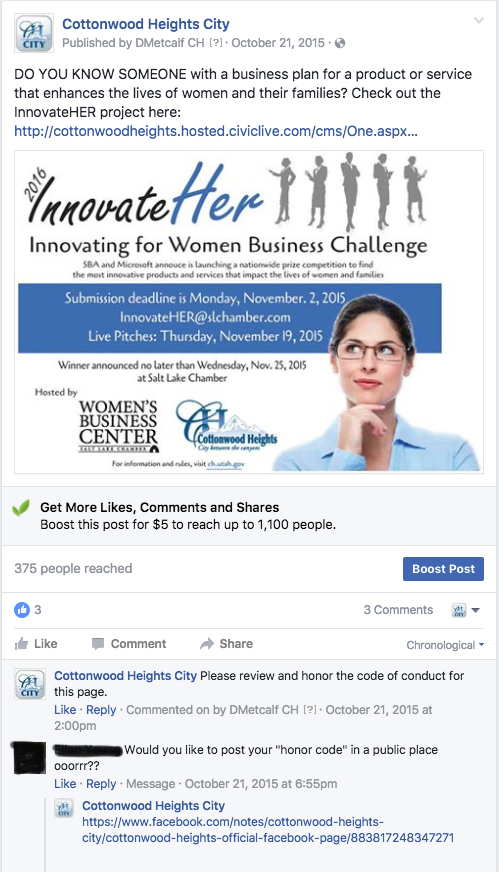 CITY
Cottonwood Heights City
Published by DMetcalf CH [?] · October 21, 2015 ·
DO YOU KNOW SOMEONE with a business plan for a product or service
that enhances the lives of women and their families? Check out the
InnovateHER project here:
http://cottonwoodheights.hosted.civiclive.com/cms/One.aspx...
2016
InnovateHer
Innovating for Women Business Challenge
SBA and Microsoft annouce is launching a nationwide prize competition to find
the most innovative products and services that impact the lives of women and families
Submission deadline is Monday, November. 2, 2015
InnovateHER@slchamber.com
Live Pitches: Thursday, November 19, 2015
Winner announced no later than Wednesday, Nov. 25, 2015
at Salt Lake Chamber
Hosted by
WOMEN'S
BUSINESS
CENTER
SALT LAKE CHAMBER
CH
Cottonwood Heights
City between the canyons
For information and rules, visit ch.utah.gov
Get More Likes, Comments and Shares
Boost this post for $5 to reach up to 1,100 people.
375 people reached
Boost Post
3
3 Comments
Like Comment Share
Chronological
CITY
Cottonwood Heights City Please review and honor the code of conduct for
this page.
Like · Reply · Commented on by DMetcalf CH [?] · October 21, 2015 at
2:00pm
Would you like to post your "honor code" in a public place
ooorrr??
Like · Reply · Message · October 21, 2015 at 6:55pm
Cottonwood Heights City
https://www.facebook.com/notes/cottonwood-heights-
city/cottonwood-heights-official-facebook-page/883817248347271